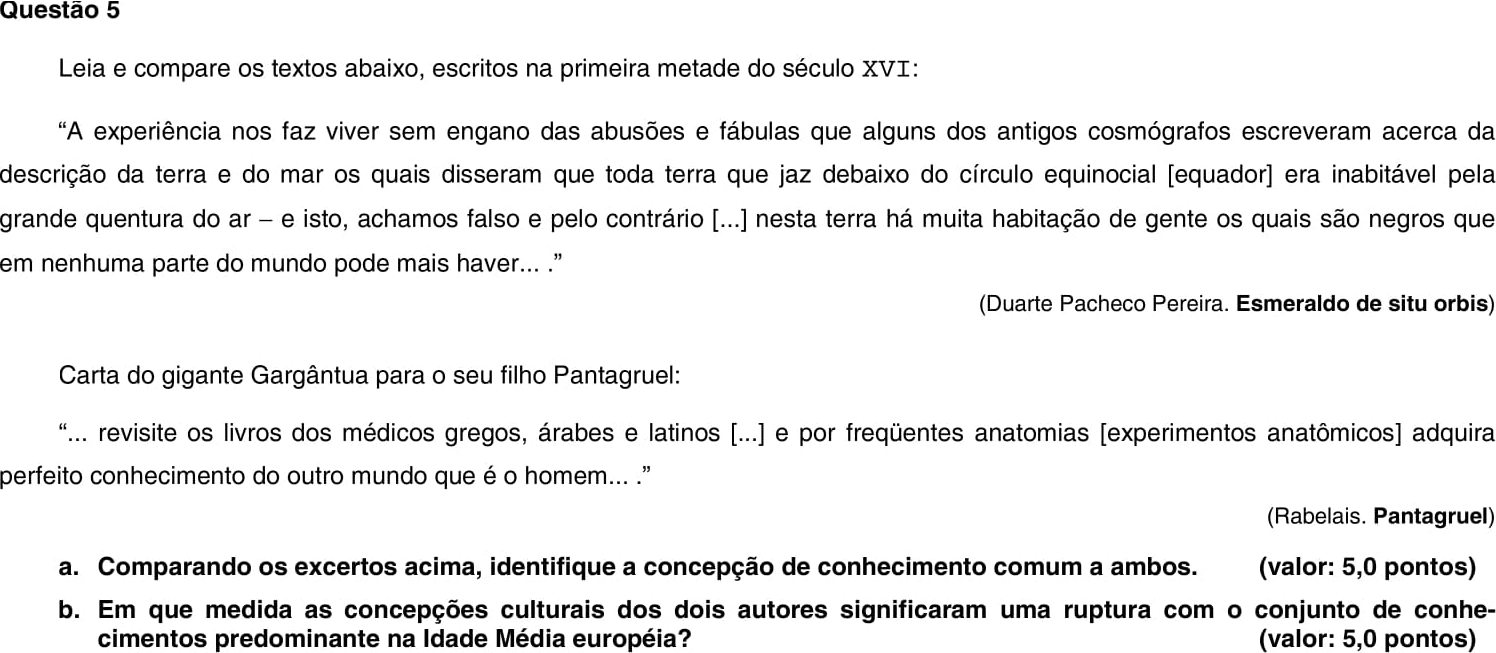 Questão 5
Leia e compare os textos abaixo, escritos na primeira metade do século XVI:
“A experiência nos faz viver sem engano das abusões e fábulas que alguns dos antigos cosmógrafos escreveram acerca da
descrição da terra e do mar os quais disseram que toda terra que jaz debaixo do círculo equinocial [equador] era inabitável pela
grande quentura do ar – e isto, achamos falso e pelo contrário [...] nesta terra há muita habitação de gente os quais são negros que
em nenhuma parte do mundo pode mais haver... .”
(Duarte Pacheco Pereira. Esmeraldo de situ orbis)
Carta do gigante Gargântua para o seu filho Pantagruel:
“... revisite os livros dos médicos gregos, árabes e latinos [...] e por freqüentes anatomias [experimentos anatômicos] adquira
perfeito conhecimento do outro mundo que é o homem... .”
(Rabelais. Pantagruel)
a. Comparando os excertos acima, identifique a concepção de conhecimento comum a ambos. (valor: 5,0 pontos)
b. Em que medida as concepções culturais dos dois autores significaram uma ruptura com o conjunto de conhe-
cimentos predominante na Idade Média européia? (valor: 5,0 pontos)